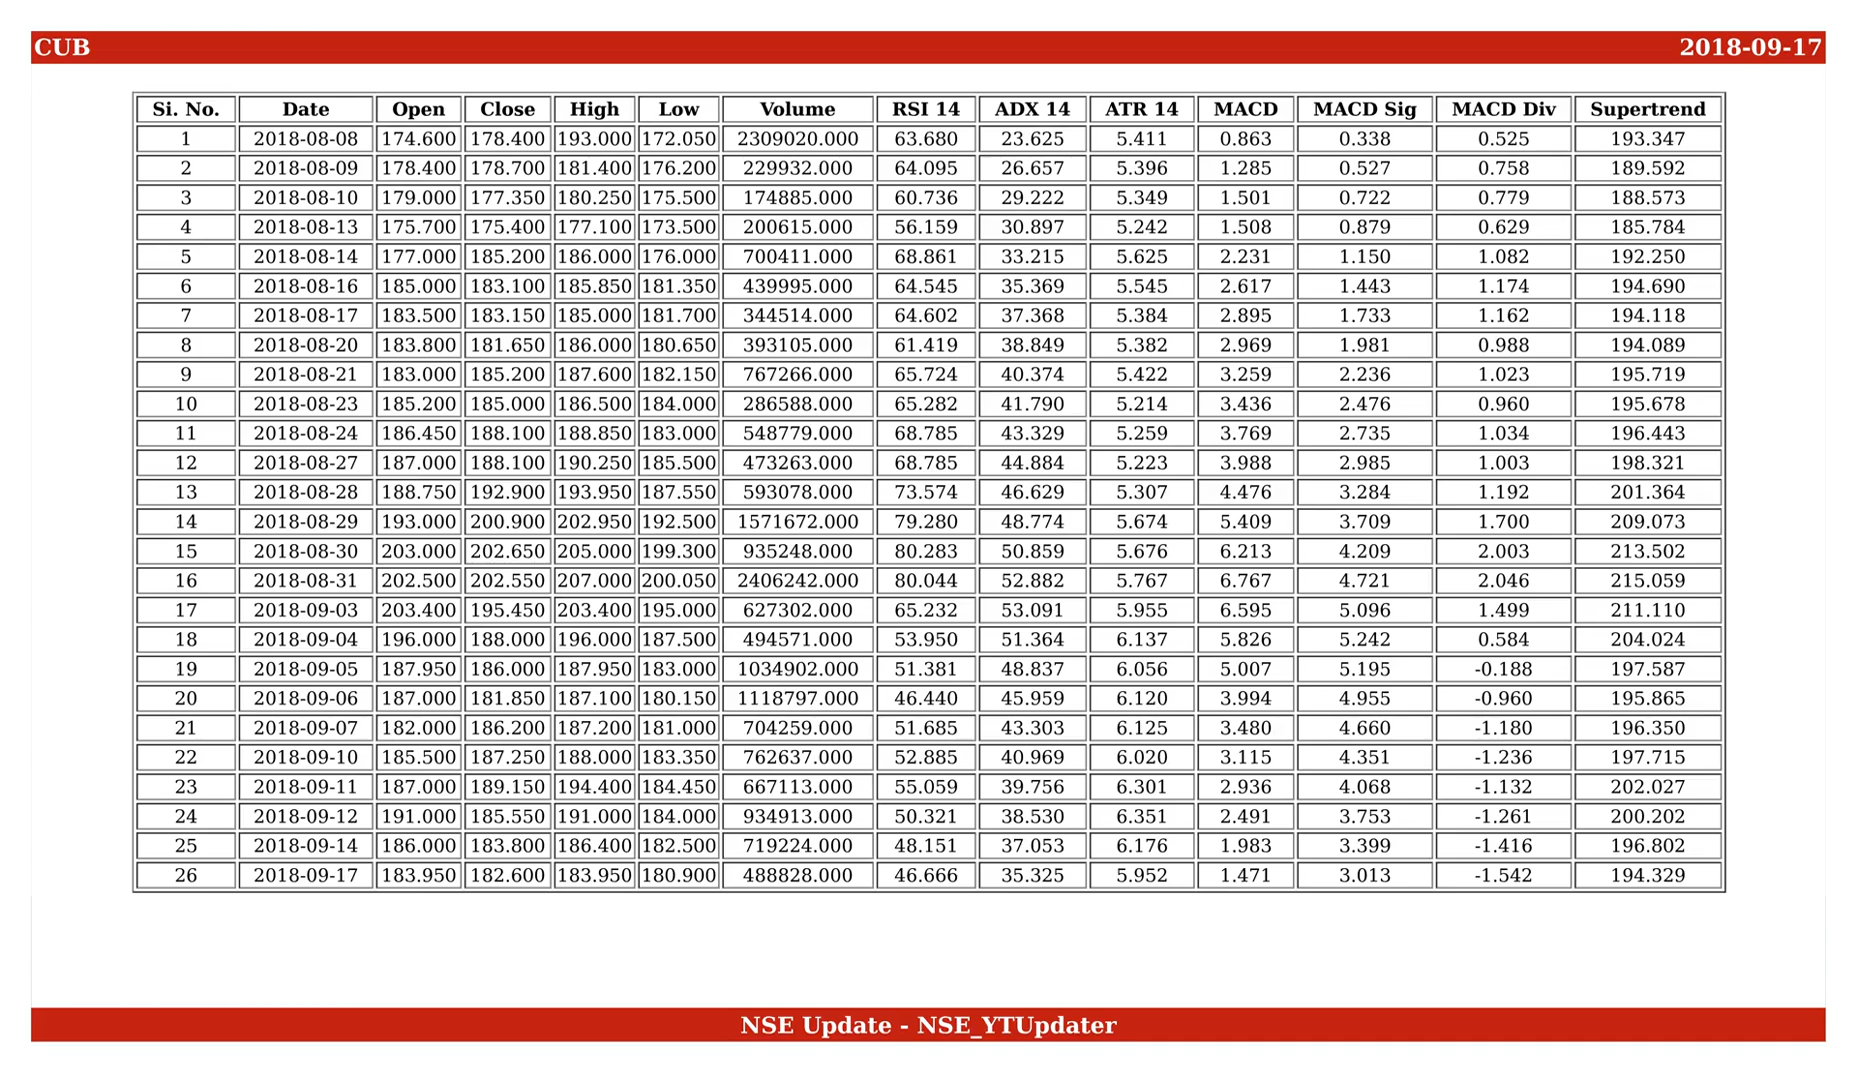 CUB 2018-09-17
Si. No. Date Open Close High Low Volume RSI 14 ADX 14 ATR 14 MACD MACD Sig MACD Div Supertrend
1 2018-08-08 174.600 178.400 193.000 172.050 2309020.000 63.680 23.625 5.411 0.863 0.338 0.525 193.347
2 2018-08-09 178.400 178.700 181.400 176.200 229932.000 64.095 26.657 5.396 1.285 0.527 0.758 189.592
3 2018-08-10 179.000 177.350 180.250 175.500 174885.000 60.736 29.222 5.349 1.501 0.722 0.779 188.573
4 2018-08-13 175.700 175.400 177.100 173.500 200615.000 56.159 30.897 5.242 1.508 0.879 0.629 185.784
5 2018-08-14 177.000 185.200 186.000 176.000 700411.000 68.861 33.215 5.625 2.231 1.150 1.082 192.250
6 2018-08-16 185.000 183.100 185.850 181.350 439995.000 64.545 35.369 5.545 2.617 1.443 1.174 194.690
7 2018-08-17 183.500 183.150 185.000 181.700 344514.000 64.602 37.368 5.384 2.895 1.733 1.162 194.118
8 2018-08-20 183.800 181.650 186.000 180.650 393105.000 61.419 38.849 5.382 2.969 1.981 0.988 194.089
9 2018-08-21 183.000 185.200 187.600 182.150 767266.000 65.724 40.374 5.422 3.259 2.236 1.023 195.719
10 2018-08-23 185.200 185.000 186.500 184.000 286588.000 65.282 41.790 5.214 3.436 2.476 0.960 195.678
11 2018-08-24 186.450 188.100 188.850 183.000 548779.000 68.785 43.329 5.259 3.769 2.735 1.034 196.443
12 2018-08-27 187.000 188.100 190.250 185.500 473263.000 68.785 44.884 5.223 3.988 2.985 1.003 198.321
13 2018-08-28 188.750 192.900 193.950 187.550 593078.000 73.574 46.629 5.307 4.476 3.284 1.192 201.364
14 2018-08-29 193.000 200.900 202.950 192.500 1571672.000 79.280 48.774 5.674 5.409 3.709 1.700 209.073
15 2018-08-30 203.000 202.650 205.000 199.300 935248.000 80.283 50.859 5.676 6.213 4.209 2.003 213.502
16 2018-08-31 202.500 202.550 207.000 200.050 2406242.000 80.044 52.882 5.767 6.767 4.721 2.046 215.059
17 2018-09-03 203.400 195.450 203.400 195.000 627302.000 65.232 53.091 5.955 6.595 5.096 1.499 211.110
18 2018-09-04 196.000 188.000 196.000 187.500 494571.000 53.950 51.364 6.137 5.826 5.242 0.584 204.024
19 2018-09-05 187.950 186.000 187.950 183.000 1034902.000 51.381 48.837 6.056 5.007 5.195 -0.188 197.587
20 2018-09-06 187.000 181.850 187.100 180.150 1118797.000 46.440 45.959 6.120 3.994 4.955 -0.960 195.865
21 2018-09-07 182.000 186.200 187.200 181.000 704259.000 51.685 43.303 6.125 3.480 4.660 -1.180 196.350
22 2018-09-10 185.500 187.250 188.000 183.350 762637.000 52.885 40.969 6.020 3.115 4.351 -1.236 197.715
23 2018-09-11 187.000 189.150 194.400 184.450 667113.000 55.059 39.756 6.301 2.936 4.068 -1.132 202.027
24 2018-09-12 191.000 185.550 191.000 184.000 934913.000 50.321 38.530 6.351 2.491 3.753 -1.261 200.202
25 2018-09-14 186.000 183.800 186.400 182.500 719224.000 48.151 37.053 6.176 1.983 3.399 -1.416 196.802
26 2018-09-17 183.950 182.600 183.950 180.900 488828.000 46.666 35.325 5.952 1.471 3.013 -1.542 194.329
NSE Update - NSE_YTUpdater